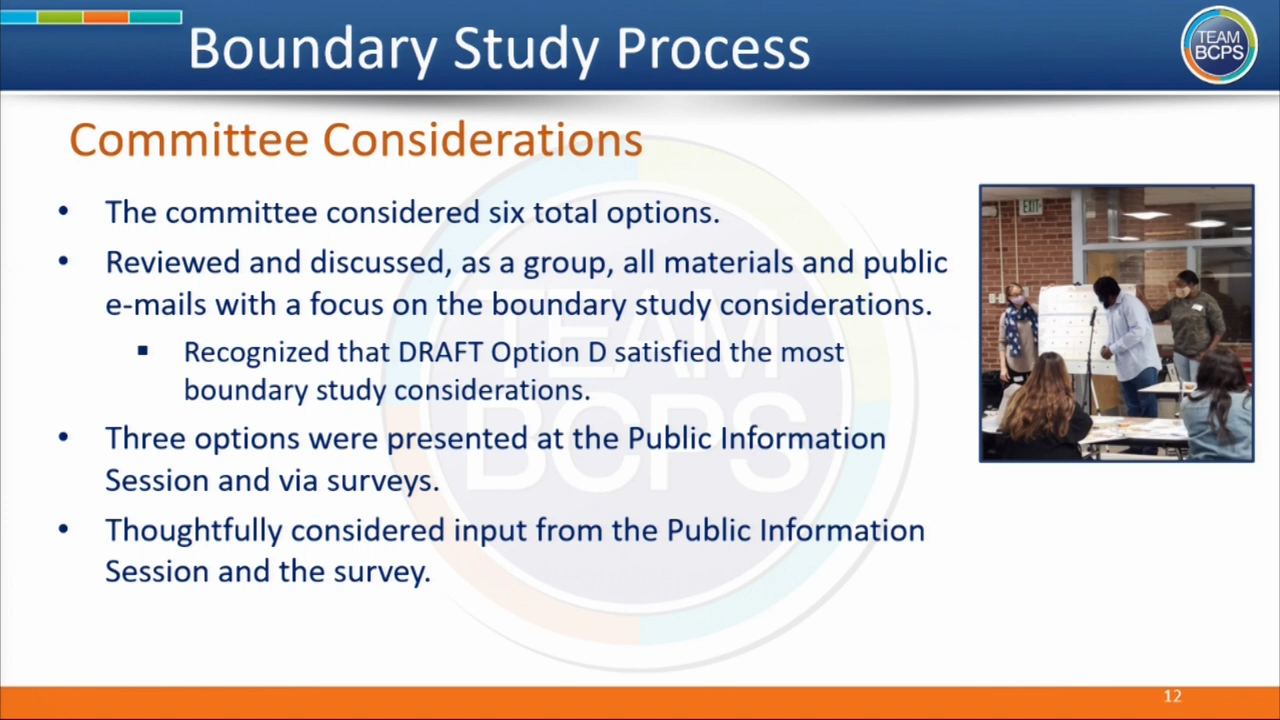 Boundary Study Process
TEAM
BCPS
Committee Considerations
• The committee considered six total options.
• Reviewed and discussed, as a group, all materials and public
e-mails with a focus on the boundary study considerations.
▪ Recognized that DRAFT Option D satisfied the most
boundary study considerations.
• Three options were presented at the Public Information
Session and via surveys.
• Thoughtfully considered input from the Public Information
Session and the survey.
EXIT
TEAM
BCPS
12